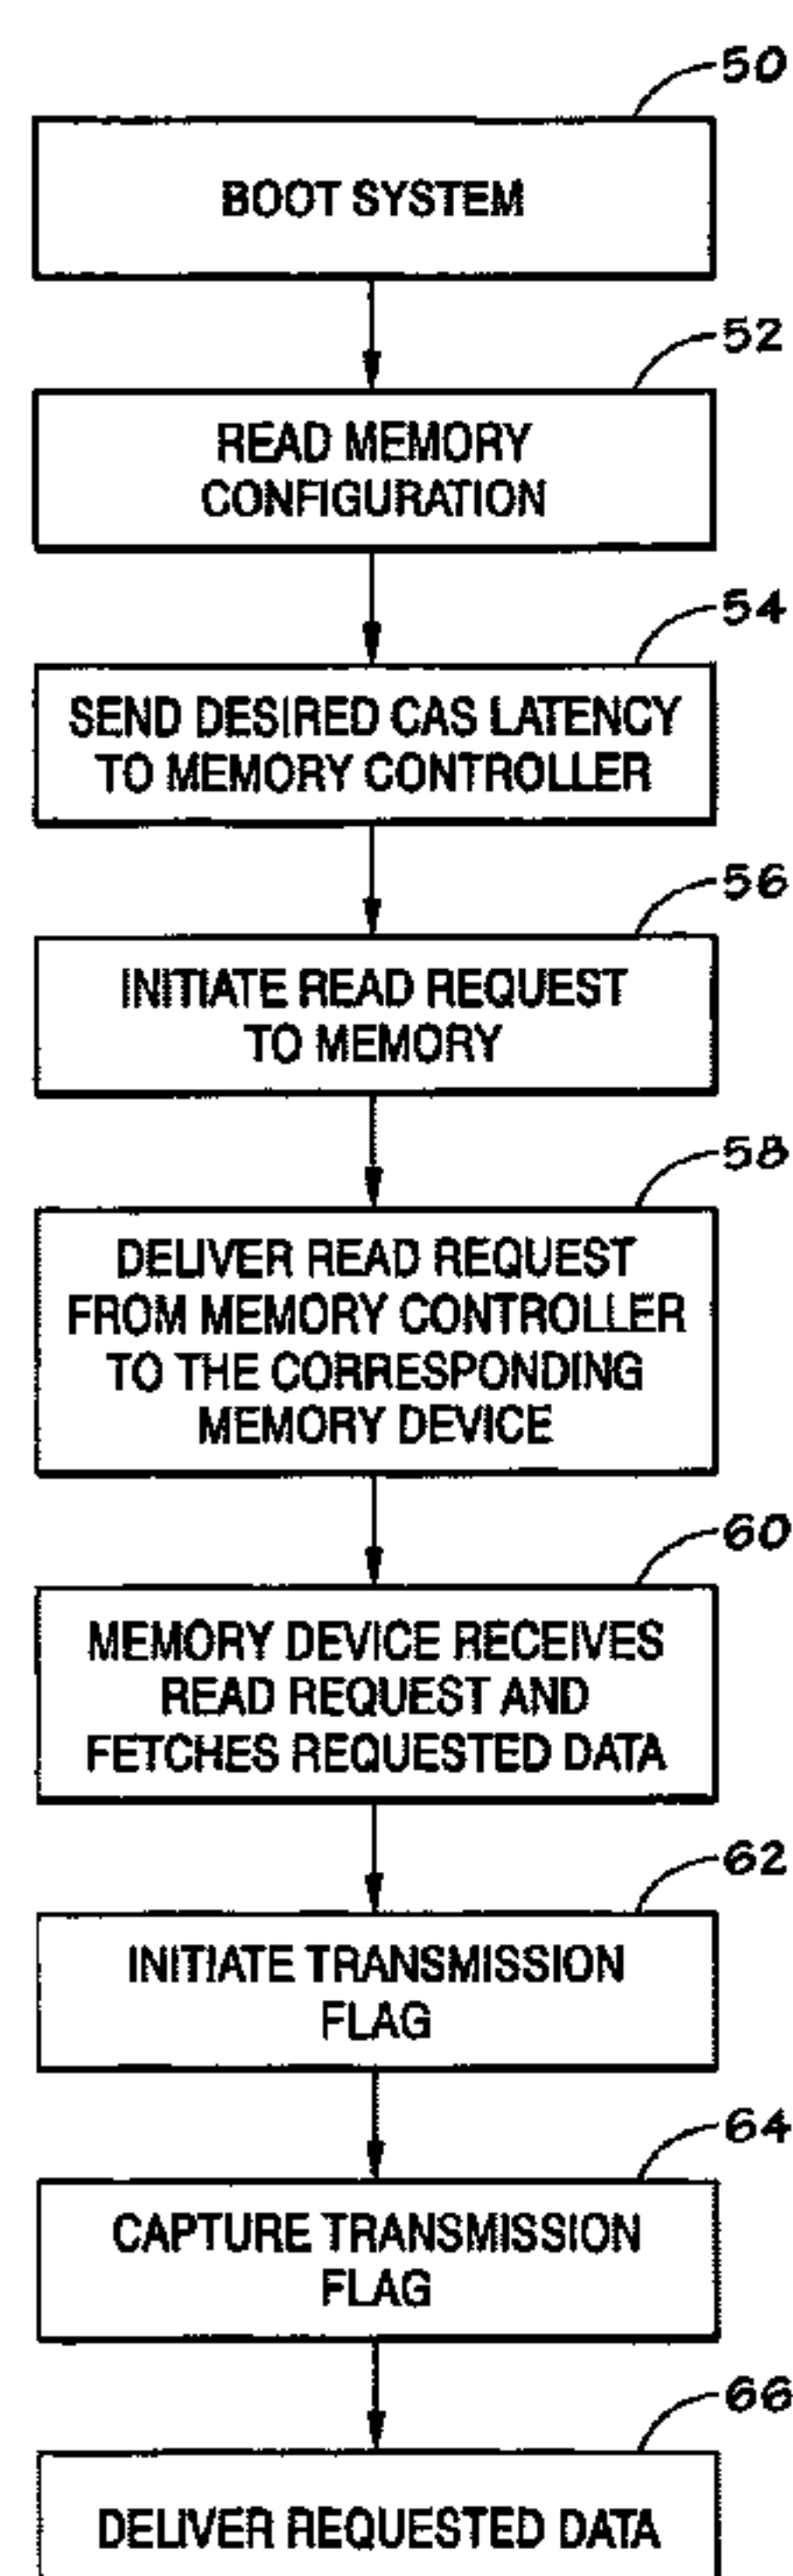 50
BOOT SYSTEM
52
READ MEMORY
CONFIGURATION
54
SEND DESIRED CAS LATENCY
TO MEMORY CONTROLLER
56
INITIATE READ REQUEST
TO MEMORY
58
DELIVER READ REQUEST
FROM MEMORY CONTROLLER
TO THE CORRESPONDING
MEMORY DEVICE
60
MEMORY DEVICE RECEIVES
READ REQUEST AND
FETCHES REQUESTED DATA
62
INITIATE TRANSMISSION
FLAG
64
CAPTURE TRANSMISSION
FLAG
66
DELIVER REQUESTED DATA